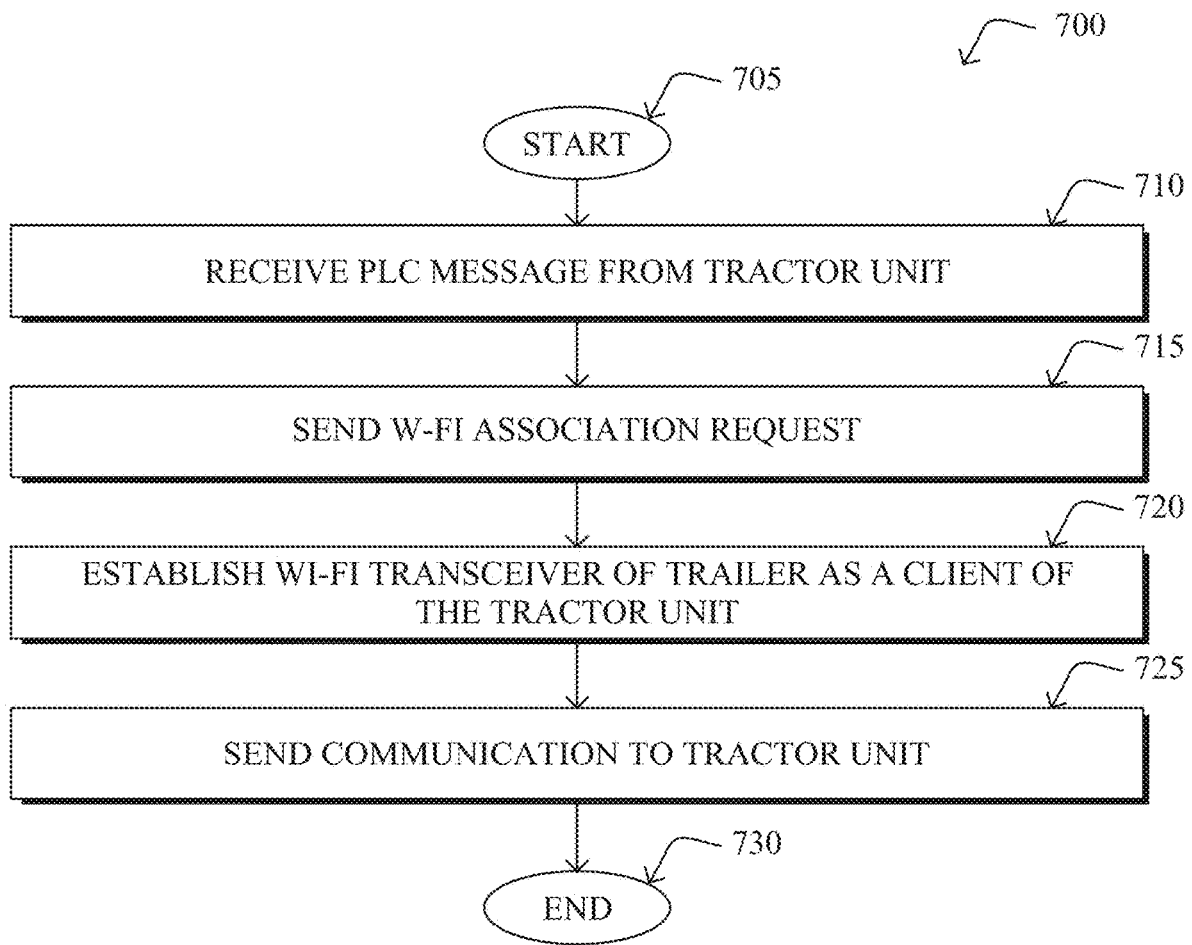 700
705
START
710
RECEIVE PLC MESSAGE FROM TRACTOR UNIT
715
SEND W-FI ASSOCIATION REQUEST
720
ESTABLISH WI-FI TRANSCEIVER OF TRAILER AS A CLIENT OF
THE TRACTOR UNIT
725
SEND COMMUNICATION TO TRACTOR UNIT
730
END